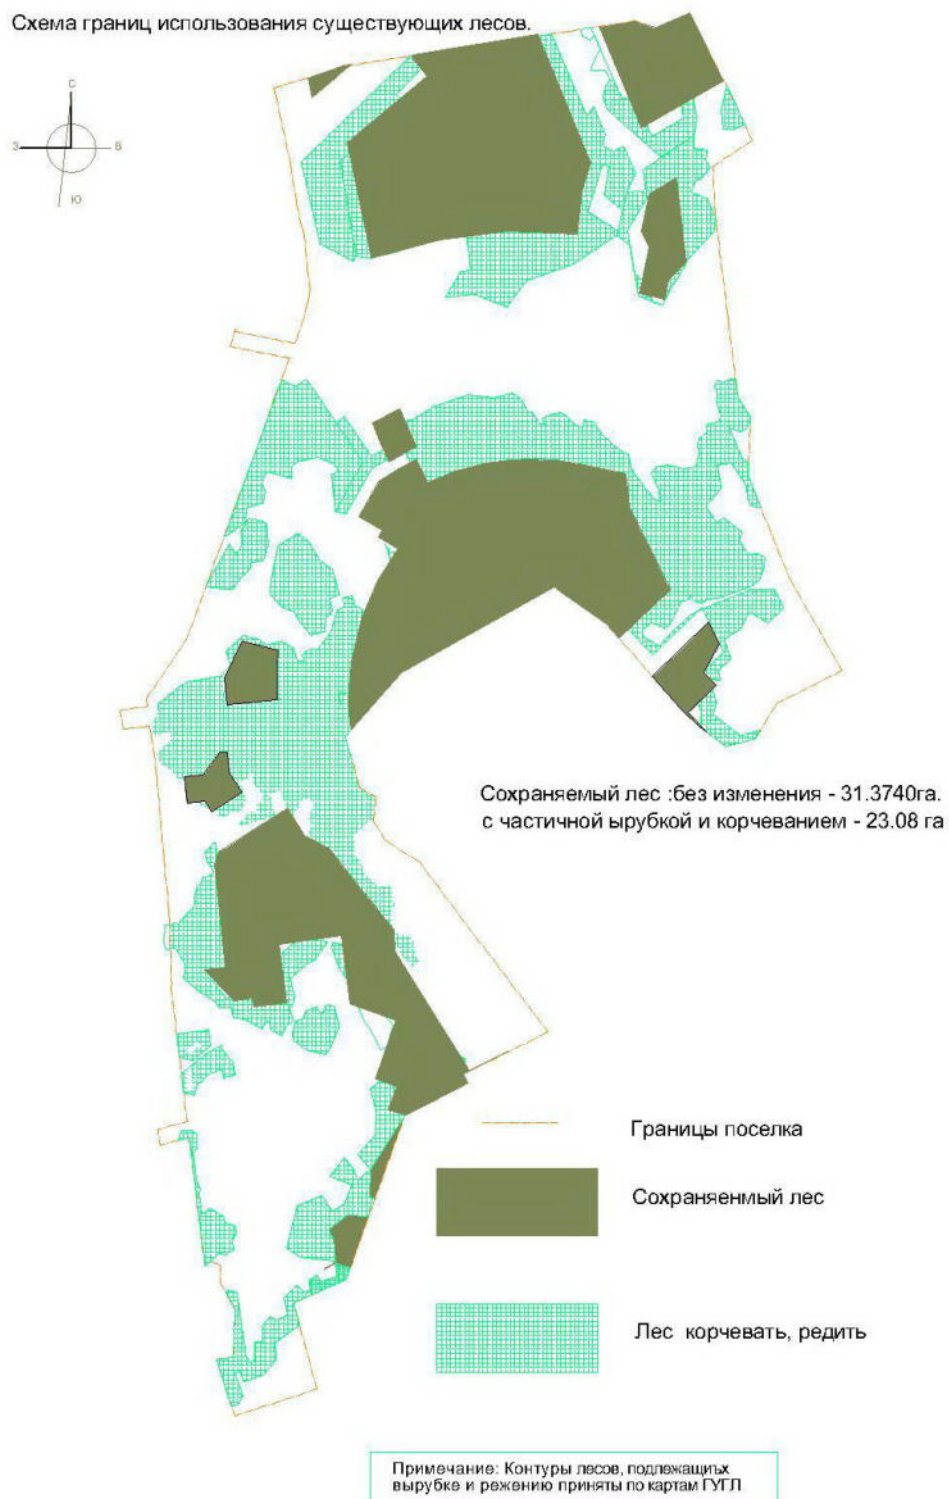 Схема границ использования существующих лесов.
С
З
В
Ю
Сохраняемый лес :без изменения - 31.3740га.
с частичной ырубкой и корчеванием - 23.08 га
Границы поселка
Сохраняенмый лес
Лес корчевать, редить
Примечание: Контуры лесов, подлежащиъх
вырубке и режению приняты по картам ГУГЛ